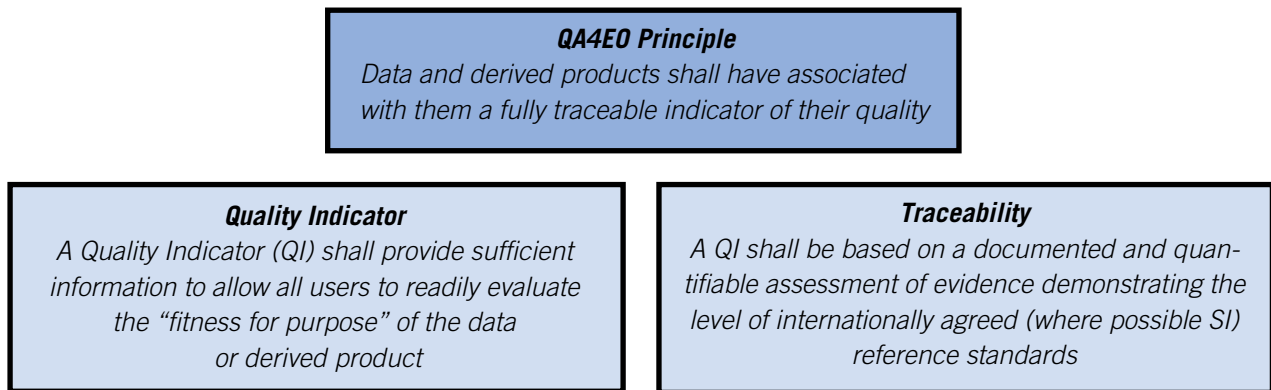 QA4EO Principle
Data and derived products shall have associated
with them a fully traceable indicator of their quality
Quality Indicator
A Quality Indicator (QI) shall provide sufficient
information to allow all users to readily evaluate
the “fitness for purpose” of the data
or derived product
Traceability
A QI shall be based on a documented and quan-
tifiable assessment of evidence demonstrating the
level of internationally agreed (where possible SI)
reference standards